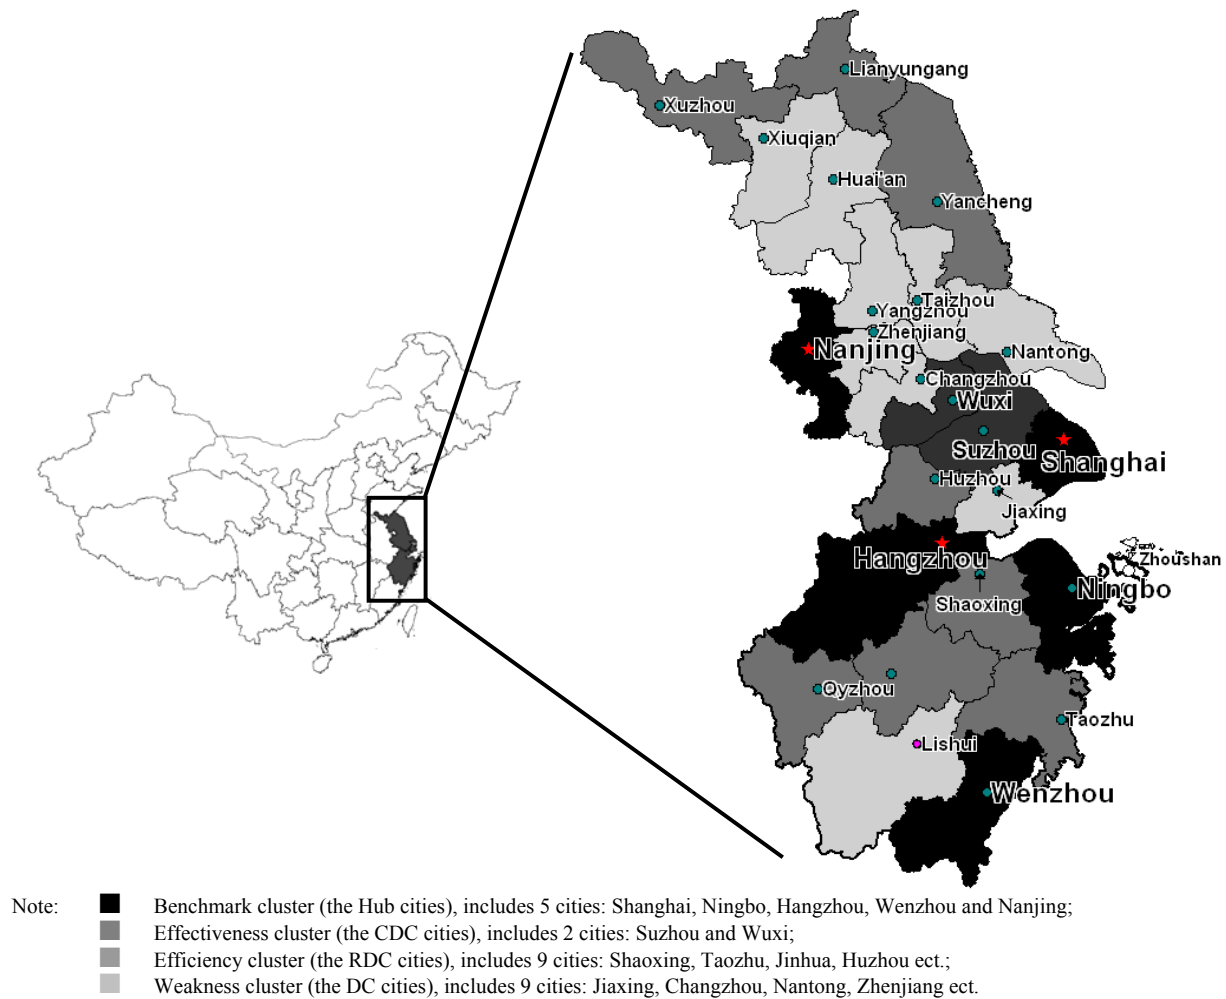 Lianyungang
Xuzhou
Xiuqian
Huai'an
Yancheng
Taizhou
Yangzhou
Zhenjiang
Nanjing
Nantong
Changzhou
Wuxi
Suzhou
Shanghai
Huzhou
Jiaxing
Hangzhou
Zhoushan
Ningbo
Shaoxing
Qyzhou
Taozhu
Lishui
Wenzhou
Note: Benchmark cluster (the Hub cities), includes 5 cities: Shanghai, Ningbo, Hangzhou, Wenzhou and Nanjing;
Effectiveness cluster (the CDC cities), includes 2 cities: Suzhou and Wuxi;
Efficiency cluster (the RDC cities), includes 9 cities: Shaoxing, Taozhu, Jinhua, Huzhou ect.;
Weakness cluster (the DC cities), includes 9 cities: Jiaxing, Changzhou, Nantong, Zhenjiang ect.